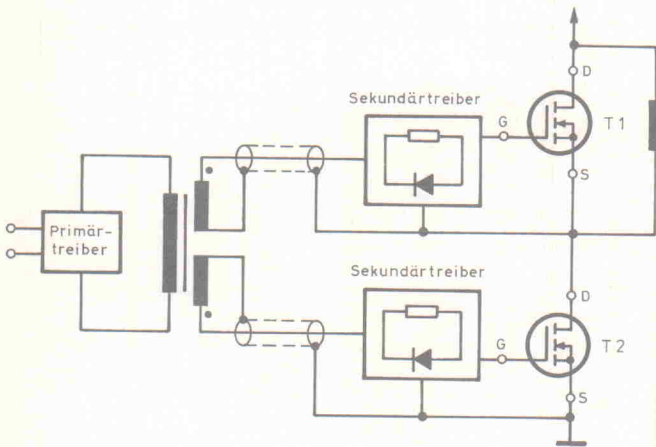 D
Sekundärtreiber
G
T1
S
Primär-
treiber
Sekundärtreiber
D
G
T2
S